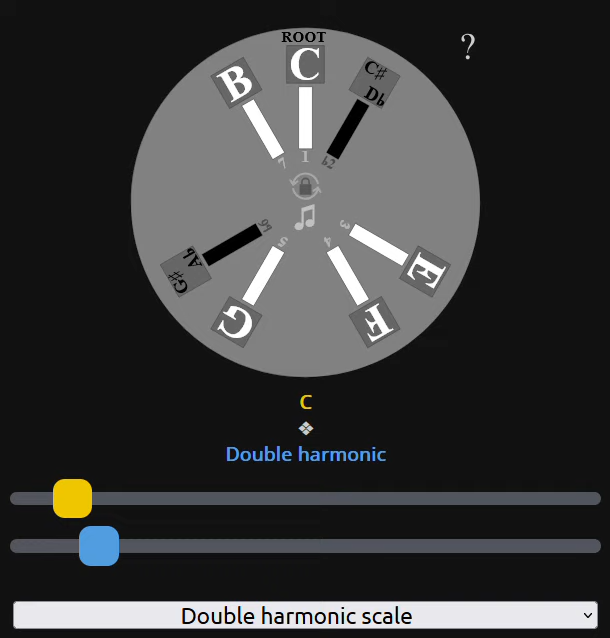 ROOT
C
C#
Db
E
F
G
G#
Ab
B
1
b2
3
4
5
b6
7
?
C
Double harmonic
Double harmonic scale